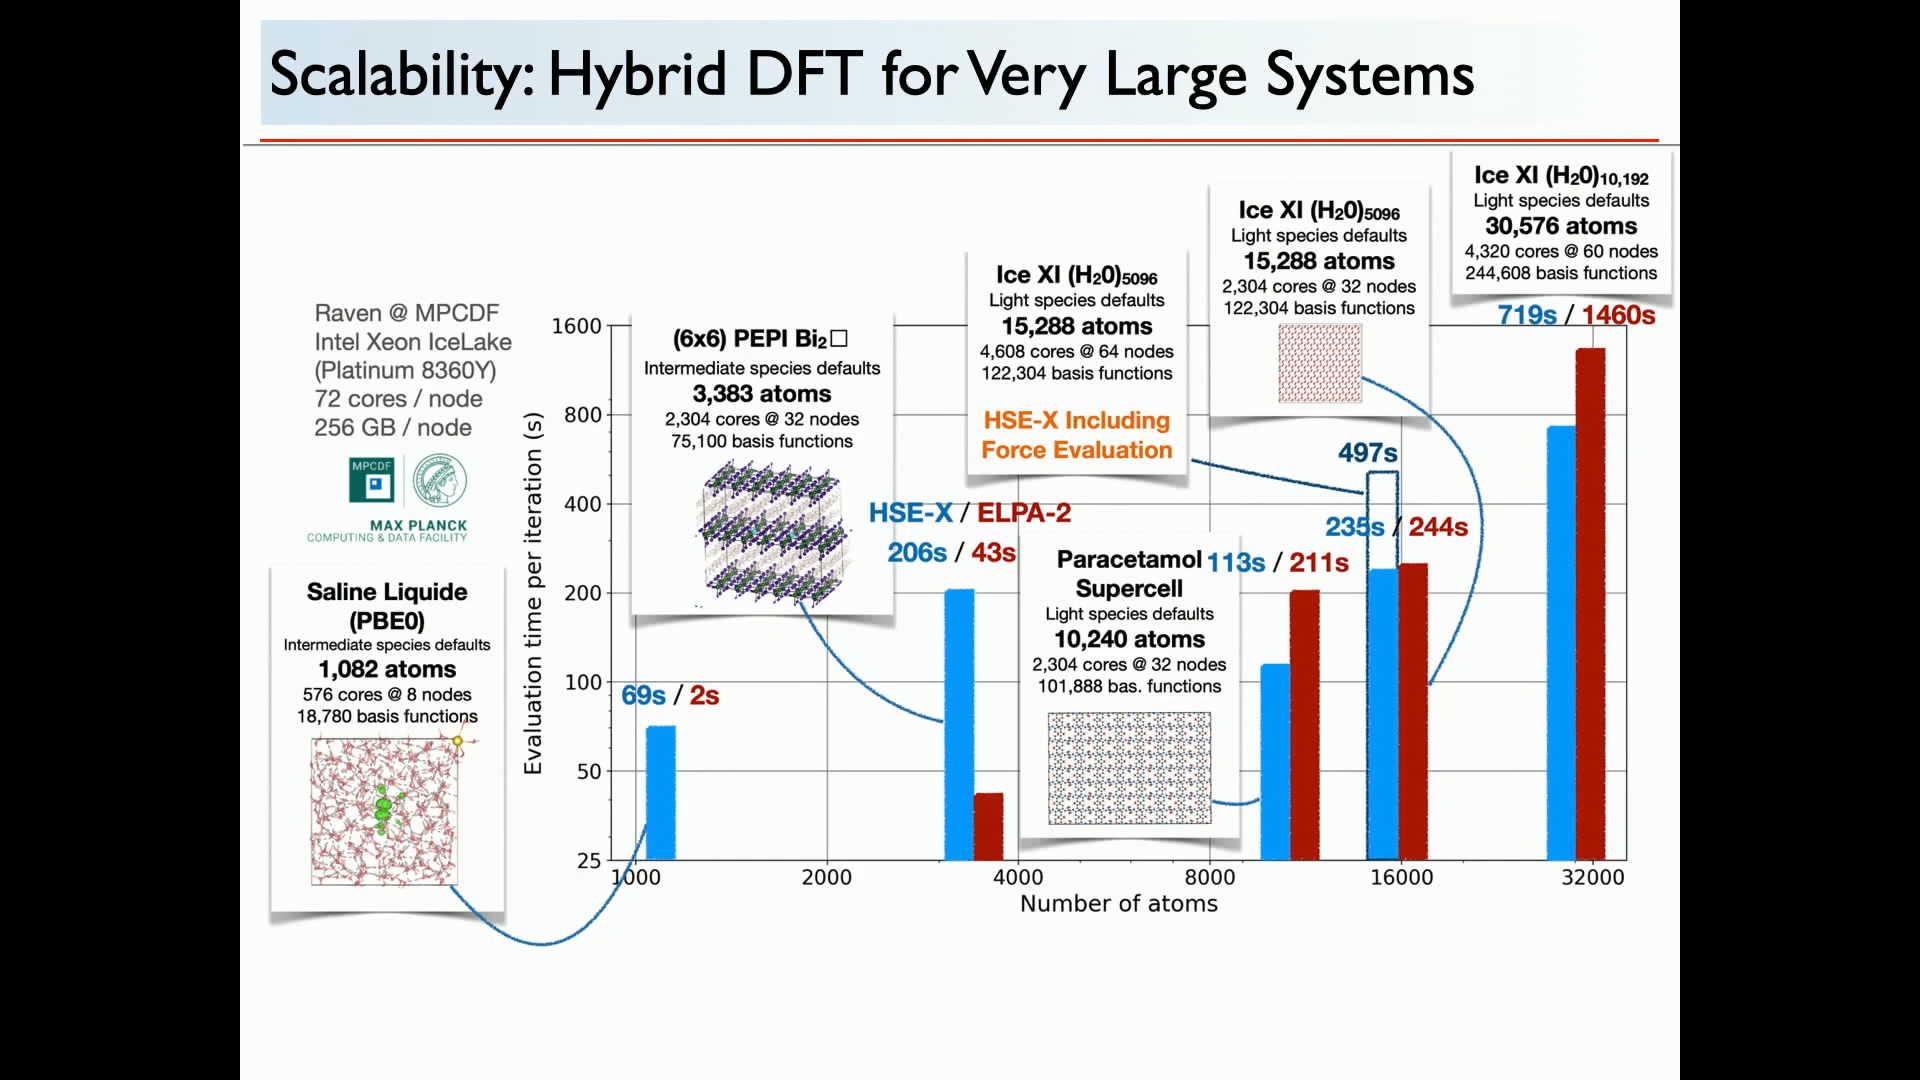 Scalability: Hybrid DFT for Very Large Systems
Raven @ MPCDF
Intel Xeon IceLake
(Platinum 8360Y)
72 cores / node
256 GB / node
MPCDF
MAX PLANCK
COMPUTING & DATA FACILITY
Saline Liquide
(PBE0)
Intermediate species defaults
1,082 atoms
576 cores @ 8 nodes
18,780 basis functions
(6x6) PEPI Bi₂□
Intermediate species defaults
3,383 atoms
2,304 cores @ 32 nodes
75,100 basis functions
Ice XI (H₂0)₅₀₉₆
Light species defaults
15,288 atoms
4,608 cores @ 64 nodes
122,304 basis functions
HSE-X Including
Force Evaluation
Ice XI (H₂0)₅₀₉₆
Light species defaults
15,288 atoms
2,304 cores @ 32 nodes
122,304 basis functions
Ice XI (H₂0)₁₀,₁₉₂
Light species defaults
30,576 atoms
4,320 cores @ 60 nodes
244,608 basis functions
719s / 1460s
497s
235s / 244s
HSE-X / ELPA-2
206s / 43s
Paracetamol
Supercell
Light species defaults
10,240 atoms
2,304 cores @ 32 nodes
101,888 bas. functions
113s / 211s
69s / 2s
Evaluation time per iteration (s)
1600
800
400
200
100
50
25
1000 2000 4000 8000 16000 32000
Number of atoms